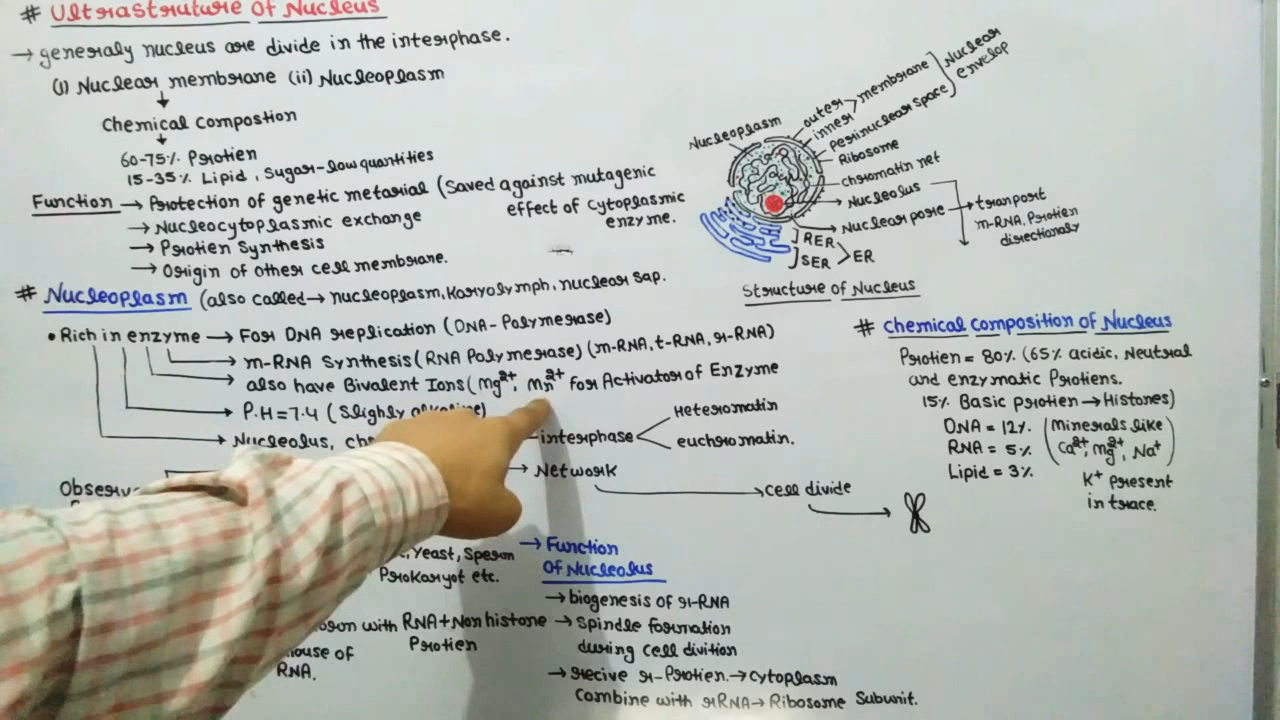 # Ultrastruture Of Nucleus
→ generaly nucleus are divide in the interphase.
(i) Nuclear membrane (ii) Nucleoplasm
Chemical Compostion
60-75% Protien
15-35% Lipid, Sugar-low quantities
Function → Protection of genetic metarial (Saved against mutagenic
effect of cytoplasmic
enzyme.
→ Nucleocytoplasmic exchange
→ Protien Synthesis
→ Origin of other cell membrane.
Nucleoplasm
outer
inner
membrane
Perinuclear space
Nuclear
envelop
Ribosome
chromatin net
Nucleolus
Nuclear pore
→ transport
m-RNA, Protien
directionaly
RER
SER
ER
Structure of Nucleus
# Nucleoplasm (also called → nucleoplasm, Karyolymph, nuclear sap.
• Rich in enzyme → For DNA replication (DNA-Polymerase)
→ m-RNA Synthesis (RNA Polymerase) (m-RNA, t-RNA, r-RNA)
→ also have Bivalent Ions (Mg2+, Mn2+ for Activator of Enzyme
→ P.H = 7.4 (Slightly alkaline)
→ Nucleolus,
interphase
Heteromatin
euchromatin.
→ Network
→ cell divide
Yeast, Sperm
Prokaryot etc.
with RNA+Non histone
Protien
house of
RNA.
→ Function
Of Nucleolus
→ biogenesis of r-RNA
→ Spindle formation
during cell divition
→ recive r-Protien → cytoplasm
Combine with rRNA → Ribosome Subunit.
# Chemical composition of Nucleus
Protien = 80% (65% acidic, Neutral
and enzymatic Protiens.
15% Basic protien → Histones)
DNA = 12%
RNA = 5%
Lipid = 3%
(Minerals like
Ca2+, Mg2+, Na+)
K+ present
in trace.